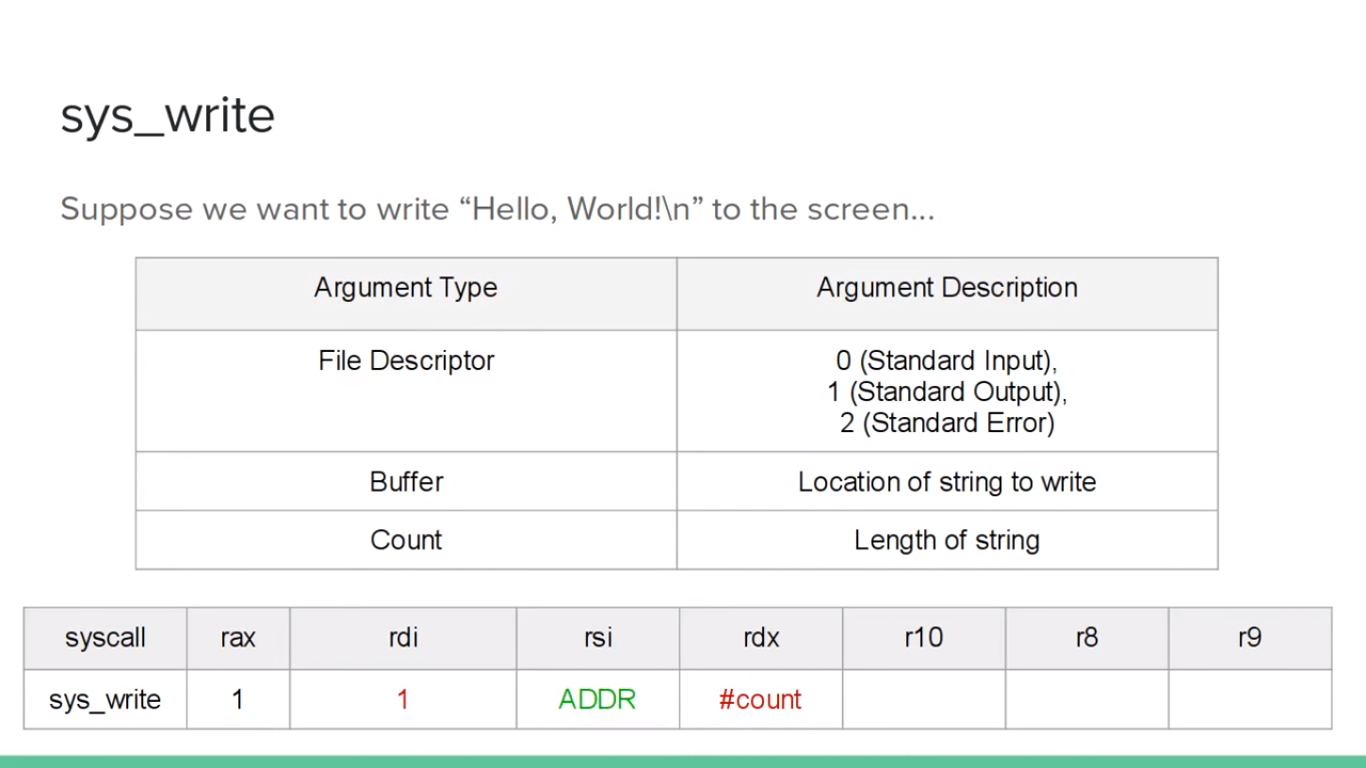 sys_write
Suppose we want to write “Hello, World!\n” to the screen...
Argument Type Argument Description
File Descriptor 0 (Standard Input),
1 (Standard Output),
2 (Standard Error)
Buffer Location of string to write
Count Length of string
syscall rax rdi rsi rdx r10 r8 r9
sys_write 1 1 ADDR #count